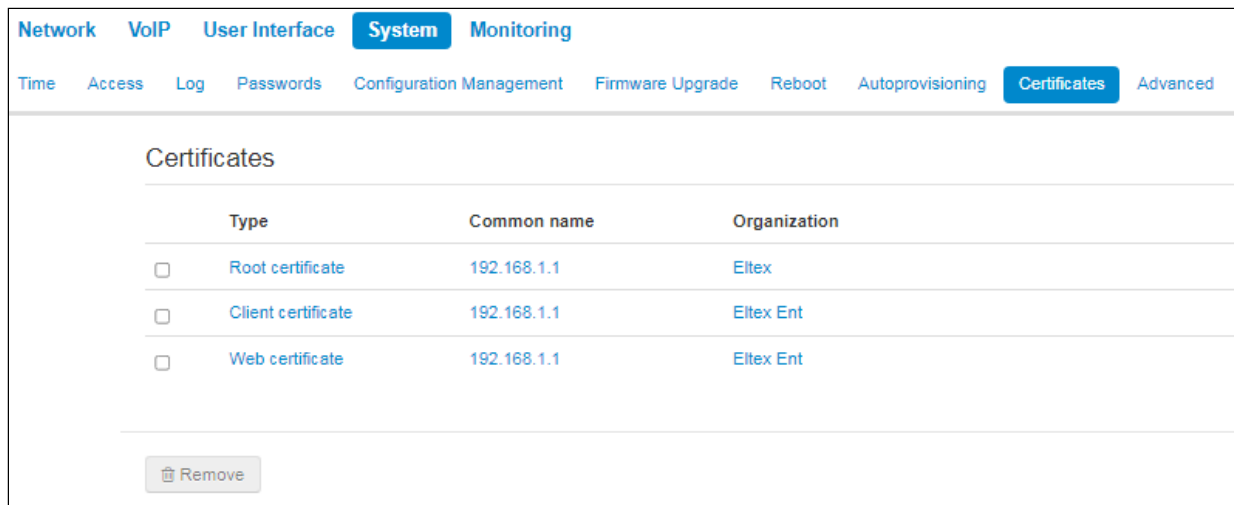 Network VoIP User Interface System Monitoring
Time Access Log Passwords Configuration Management Firmware Upgrade Reboot Autoprovisioning Certificates Advanced
Certificates
Type Common name Organization
Root certificate 192.168.1.1 Eltex
Client certificate 192.168.1.1 Eltex Ent
Web certificate 192.168.1.1 Eltex Ent
Remove